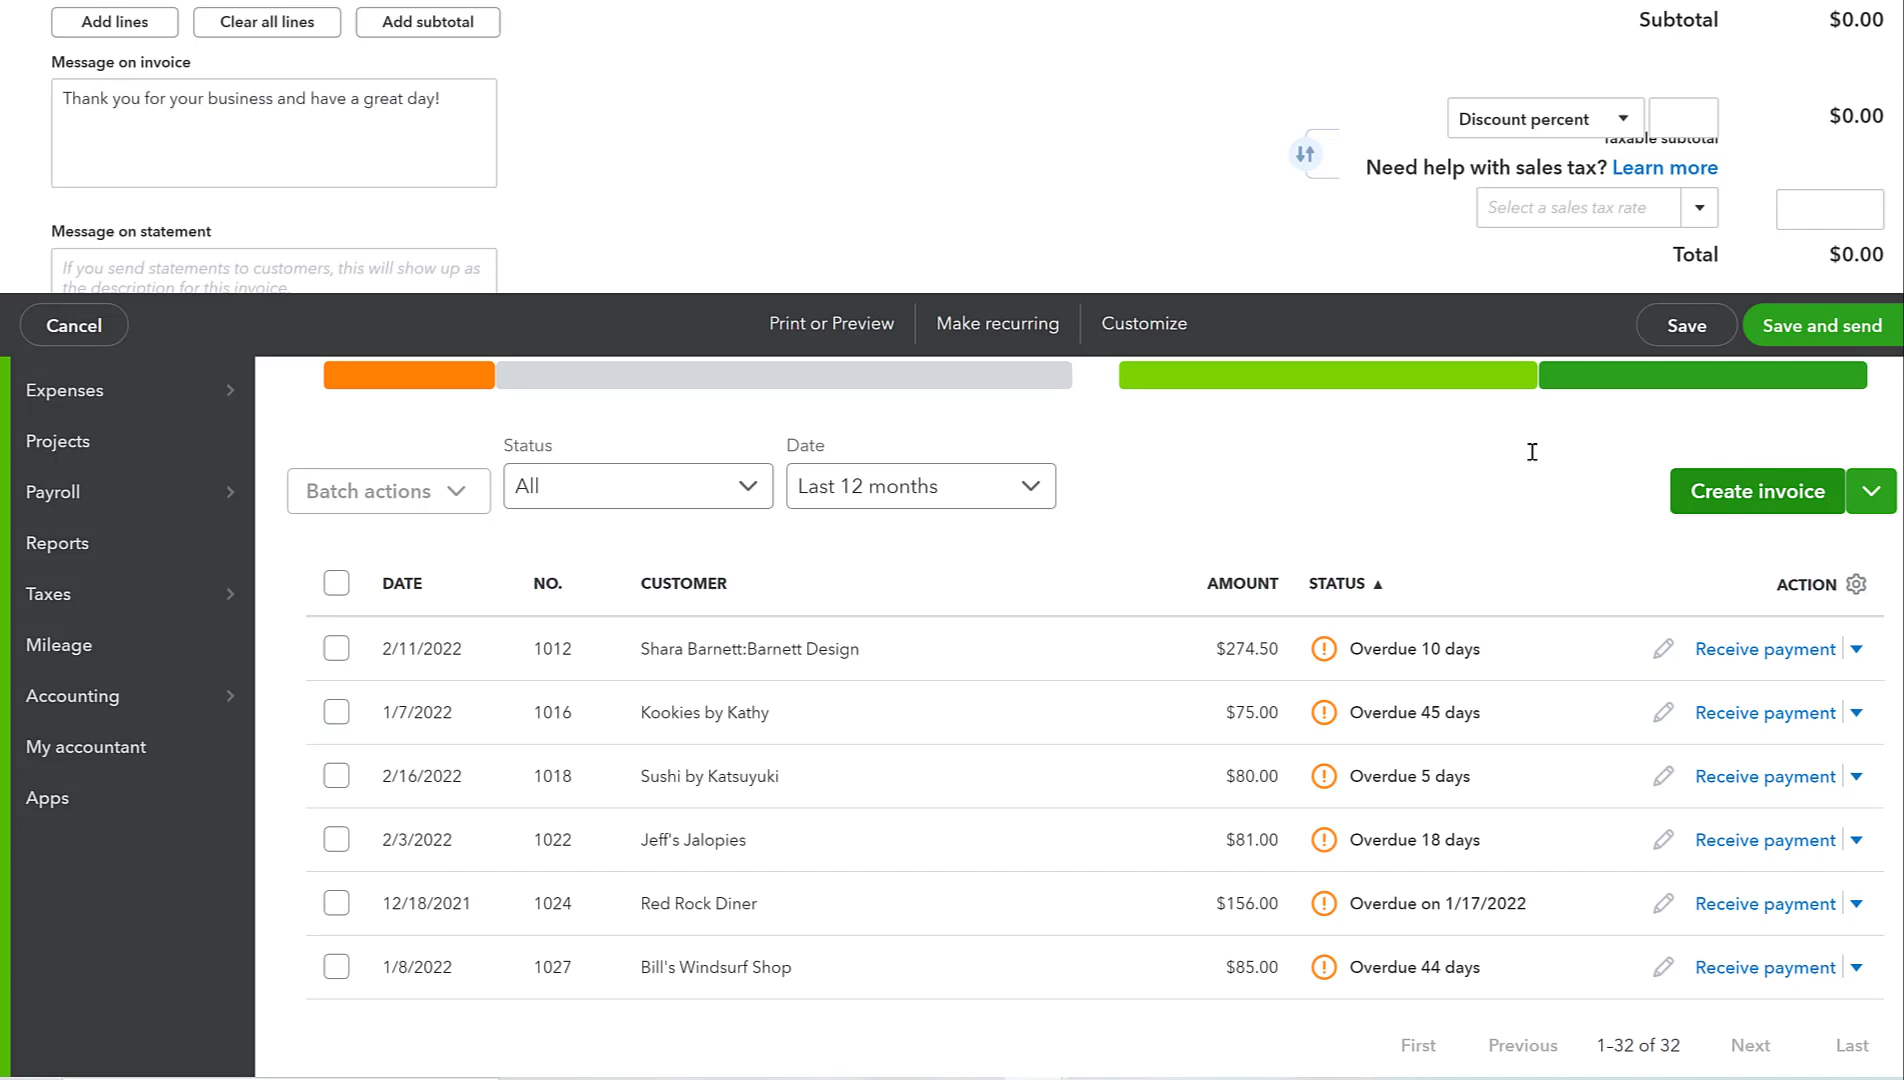 Add lines Clear all lines Add subtotal Subtotal $0.00
Message on invoice
Thank you for your business and have a great day!
Discount percent $0.00
Taxable subtotal
Need help with sales tax? Learn more
Select a sales tax rate
Message on statement
Total $0.00
If you send statements to customers, this will show up as
the description for this invoice.
Cancel Print or Preview Make recurring Customize Save Save and send
Expenses
Projects
Payroll
Reports
Taxes
Mileage
Accounting
My accountant
Apps
Status Date
Batch actions All Last 12 months Create invoice
DATE NO. CUSTOMER AMOUNT STATUS ▲ ACTION
2/11/2022 1012 Shara Barnett:Barnett Design $274.50 Overdue 10 days Receive payment
1/7/2022 1016 Kookies by Kathy $75.00 Overdue 45 days Receive payment
2/16/2022 1018 Sushi by Katsuyuki $80.00 Overdue 5 days Receive payment
2/3/2022 1022 Jeff's Jalopies $81.00 Overdue 18 days Receive payment
12/18/2021 1024 Red Rock Diner $156.00 Overdue on 1/17/2022 Receive payment
1/8/2022 1027 Bill's Windsurf Shop $85.00 Overdue 44 days Receive payment
First Previous 1-32 of 32 Next Last